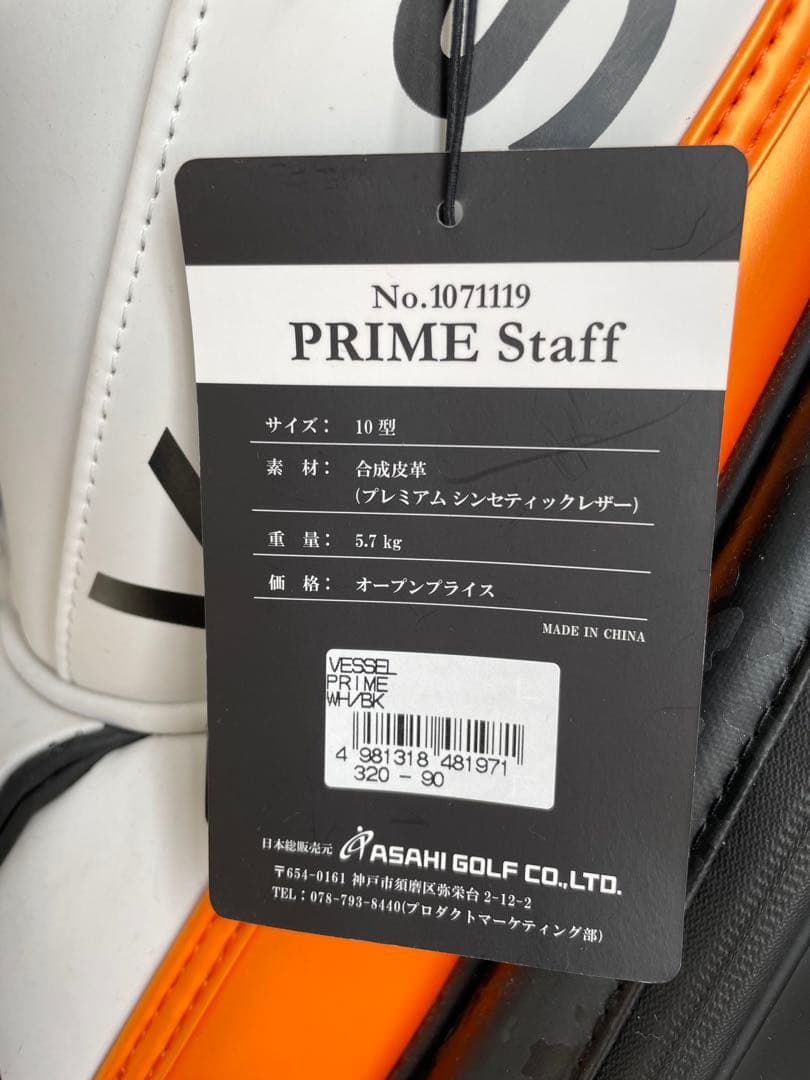 No.1071119
PRIME Staff
サイズ： 10 型
素 材： 合成皮革
(プレミアム シンセティックレザー)
重 量： 5.7 kg
価 格： オープンプライス
MADE IN CHINA
VESSEL
PRIME
WH/BK
4 981318 481971
320 - 90
日本総販売元 ASAHI GOLF CO.,LTD.
〒654-0161 神戸市須磨区弥栄台 2-12-2
TEL：078-793-8440(プロダクトマーケティング部)